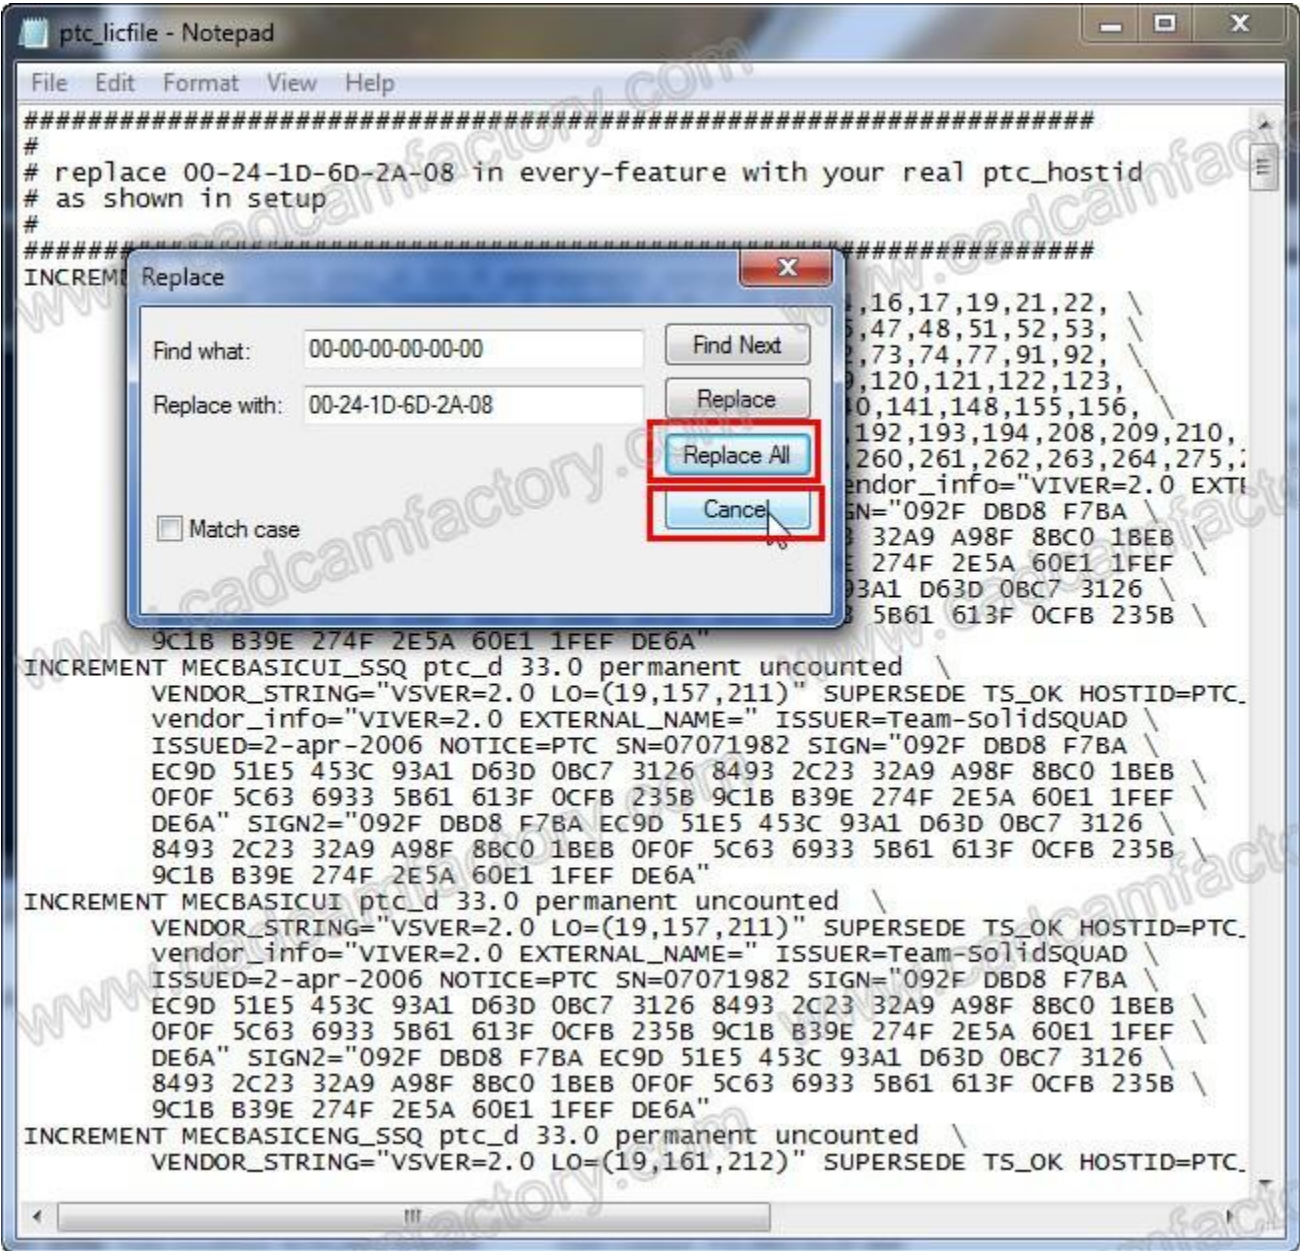 ptc_licfile - Notepad
File Edit Format View Help
###################################################################
#
# replace 00-24-1D-6D-2A-08 in every-feature with your real ptc_hostid
# as shown in setup
#
###################################################################
INCREM
Replace
Find what: 00-00-00-00-00-00 Find Next
Replace with: 00-24-1D-6D-2A-08 Replace
Replace All
Cancel
Match case
,16,17,19,21,22, \
,47,48,51,52,53, \
,73,74,77,91,92, \
,120,121,122,123, \
0,141,148,155,156, \
,192,193,194,208,209,210,
,260,261,262,263,264,275,
endor_info="VIVER=2.0 EXTE
GN="092F DBD8 F7BA \
32A9 A98F 8BC0 1BEB \
274F 2E5A 60E1 1FEF \
93A1 D63D 0BC7 3126 \
5B61 613F 0CFB 235B \
9C1B B39E 274F 2E5A 60E1 1FEF DE6A"
INCREMENT MECBASICUI_SSQ ptc_d 33.0 permanent uncounted \
VENDOR_STRING="VSVER=2.0 LO=(19,157,211)" SUPERSEDE TS_OK HOSTID=PTC_
vendor_info="VIVER=2.0 EXTERNAL_NAME=" ISSUER=Team-SolidSQUAD \
ISSUED=2-apr-2006 NOTICE=PTC SN=07071982 SIGN="092F DBD8 F7BA \
EC9D 51E5 453C 93A1 D63D 0BC7 3126 8493 2C23 32A9 A98F 8BC0 1BEB \
0F0F 5C63 6933 5B61 613F 0CFB 235B 9C1B B39E 274F 2E5A 60E1 1FEF \
DE6A" SIGN2="092F DBD8 F7BA EC9D 51E5 453C 93A1 D63D 0BC7 3126 \
8493 2C23 32A9 A98F 8BC0 1BEB 0F0F 5C63 6933 5B61 613F 0CFB 235B \
9C1B B39E 274F 2E5A 60E1 1FEF DE6A"
INCREMENT MECBASICUI ptc_d 33.0 permanent uncounted \
VENDOR_STRING="VSVER=2.0 LO=(19,157,211)" SUPERSEDE TS_OK HOSTID=PTC_
vendor_info="VIVER=2.0 EXTERNAL_NAME=" ISSUER=Team-SolidSQUAD \
ISSUED=2-apr-2006 NOTICE=PTC SN=07071982 SIGN="092F DBD8 F7BA \
EC9D 51E5 453C 93A1 D63D 0BC7 3126 8493 2C23 32A9 A98F 8BC0 1BEB \
0F0F 5C63 6933 5B61 613F 0CFB 235B 9C1B B39E 274F 2E5A 60E1 1FEF \
DE6A" SIGN2="092F DBD8 F7BA EC9D 51E5 453C 93A1 D63D 0BC7 3126 \
8493 2C23 32A9 A98F 8BC0 1BEB 0F0F 5C63 6933 5B61 613F 0CFB 235B \
9C1B B39E 274F 2E5A 60E1 1FEF DE6A"
INCREMENT MECBASICENG_SSQ ptc_d 33.0 permanent uncounted \
VENDOR_STRING="VSVER=2.0 LO=(19,161,212)" SUPERSEDE TS_OK HOSTID=PTC_
www.cadcamfactory.com